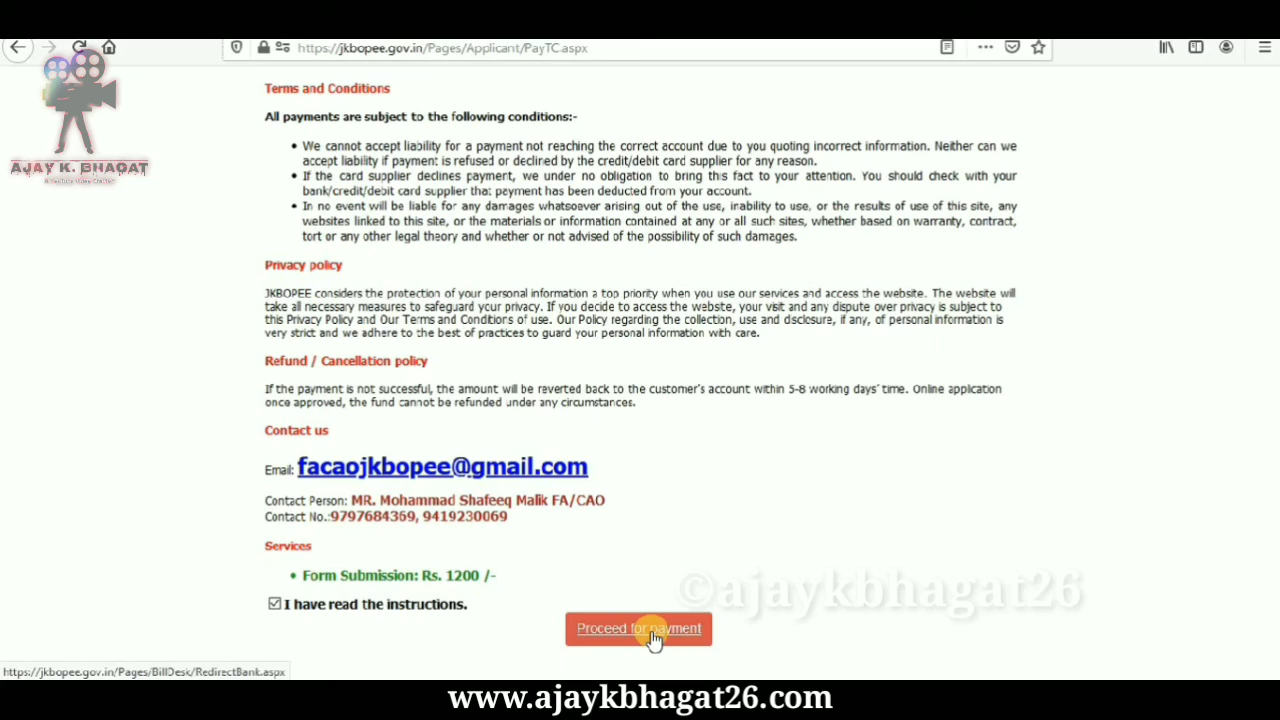 https://jkbopee.gov.in/Pages/Applicant/PayTC.aspx
AJAY K. BHAGAT
Terms and Conditions
All payments are subject to the following conditions:-
• We cannot accept liability for a payment not reaching the correct account due to you quoting incorrect information. Neither can we
accept liability if payment is refused or declined by the credit/debit card supplier for any reason.
• If the card supplier declines payment, we under no obligation to bring this fact to your attention. You should check with your
bank/credit/debit card supplier that payment has been deducted from your account.
• In no event will be liable for any damages whatsoever arising out of the use, inability to use, or the results of use of this site, any
websites linked to this site, or the materials or information contained at any or all such sites, whether based on warranty, contract,
tort or any other legal theory and whether or not advised of the possibility of such damages.
Privacy policy
JKBOPEE considers the protection of your personal information a top priority when you use our services and access the website. The website will
take all necessary measures to safeguard your privacy. If you decide to access the website, your visit and any dispute over privacy is subject to
this Privacy Policy and Our Terms and Conditions of use. Our Policy regarding the collection, use and disclosure, if any, of personal information is
very strict and we adhere to the best of practices to guard your personal information with care.
Refund / Cancellation policy
If the payment is not successful, the amount will be reverted back to the customer's account within 5-8 working days' time. Online application
once approved, the fund cannot be refunded under any circumstances.
Contact us
Email: facaojkbopee@gmail.com
Contact Person: MR. Mohammad Shafeeq Malik FA/CAO
Contact No.:9797684369, 9419230069
Services
• Form Submission: Rs. 1200 /-
©ajaykbhagat26
I have read the instructions.
Proceed for payment
https://jkbopee.gov.in/Pages/BillDesk/RedirectBank.aspx
www.ajaykbhagat26.com